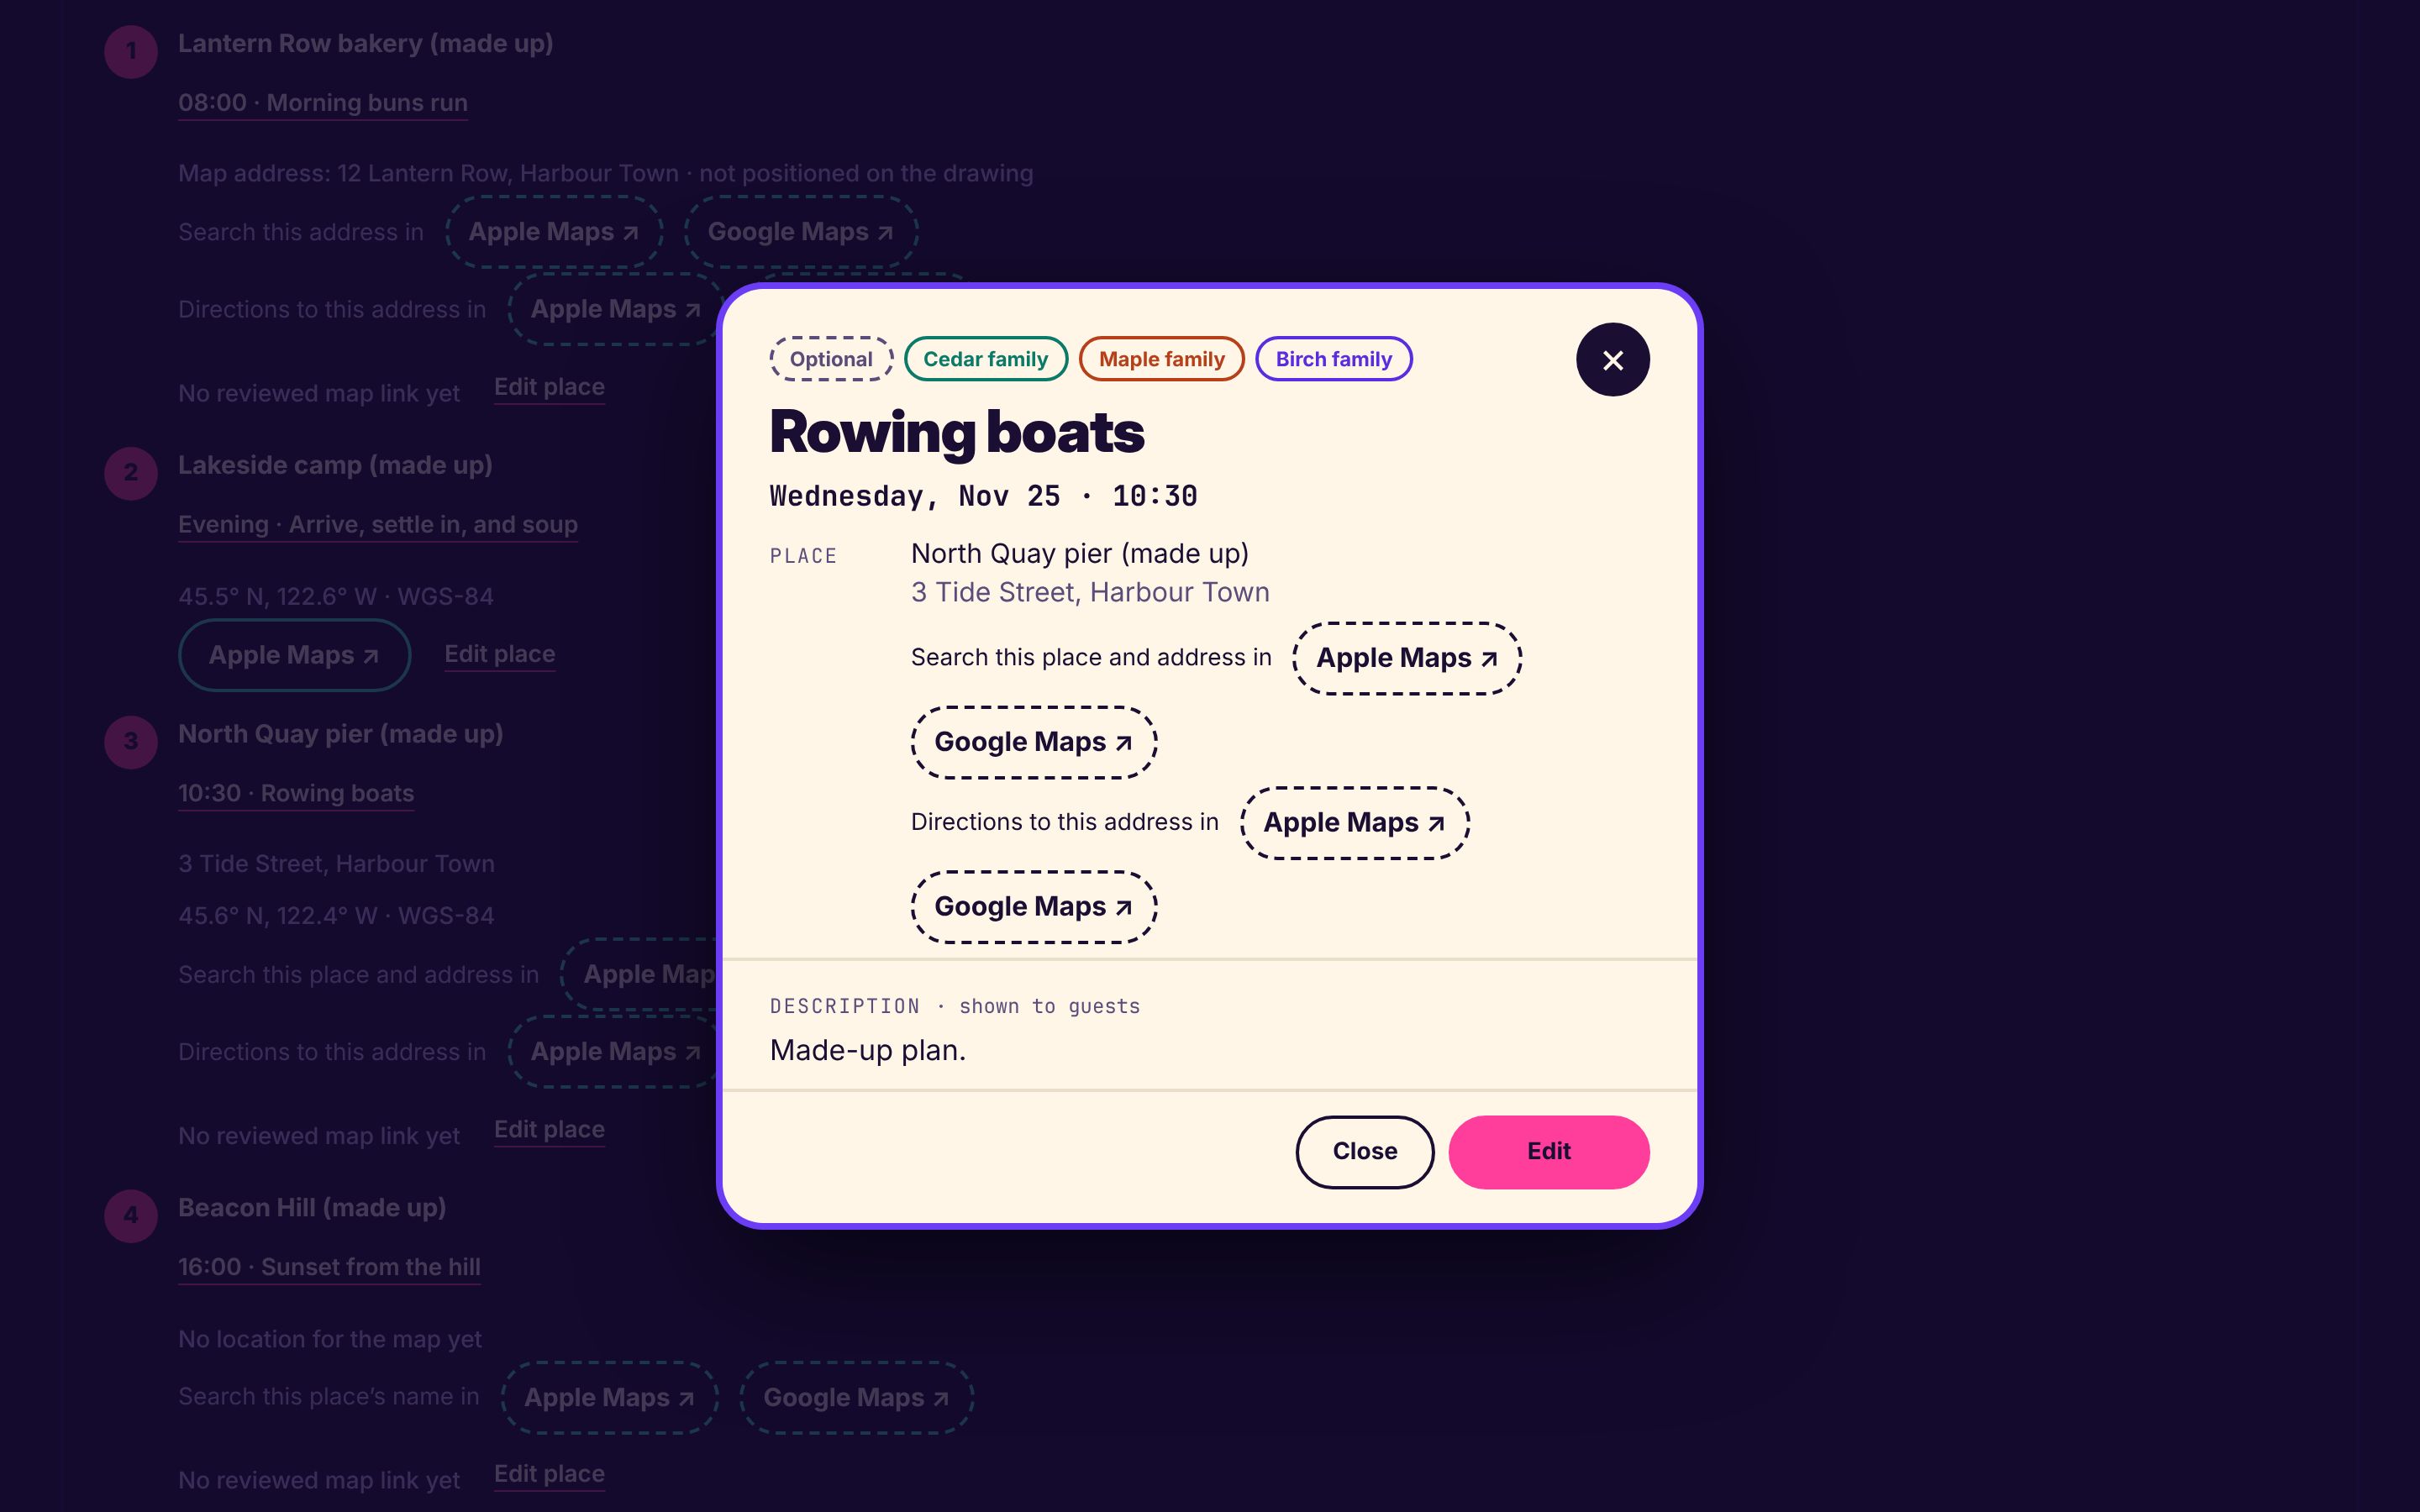 1 Lantern Row bakery (made up)
08:00 · Morning buns run
Map address: 12 Lantern Row, Harbour Town · not positioned on the drawing
Search this address in Apple Maps ↗ Google Maps ↗
Directions to this address in Apple Maps ↗
No reviewed map link yet Edit place
2 Lakeside camp (made up)
Evening · Arrive, settle in, and soup
45.5° N, 122.6° W · WGS-84
Apple Maps ↗ Edit place
3 North Quay pier (made up)
10:30 · Rowing boats
3 Tide Street, Harbour Town
45.6° N, 122.4° W · WGS-84
Search this place and address in Apple Map
Directions to this address in Apple Maps ↗
No reviewed map link yet Edit place
4 Beacon Hill (made up)
16:00 · Sunset from the hill
No location for the map yet
Search this place’s name in Apple Maps ↗ Google Maps ↗
No reviewed map link yet Edit place
Optional Cedar family Maple family Birch family ×
Rowing boats
Wednesday, Nov 25 · 10:30
PLACE North Quay pier (made up)
3 Tide Street, Harbour Town
Search this place and address in Apple Maps ↗
Google Maps ↗
Directions to this address in Apple Maps ↗
Google Maps ↗
DESCRIPTION · shown to guests
Made-up plan.
Close Edit